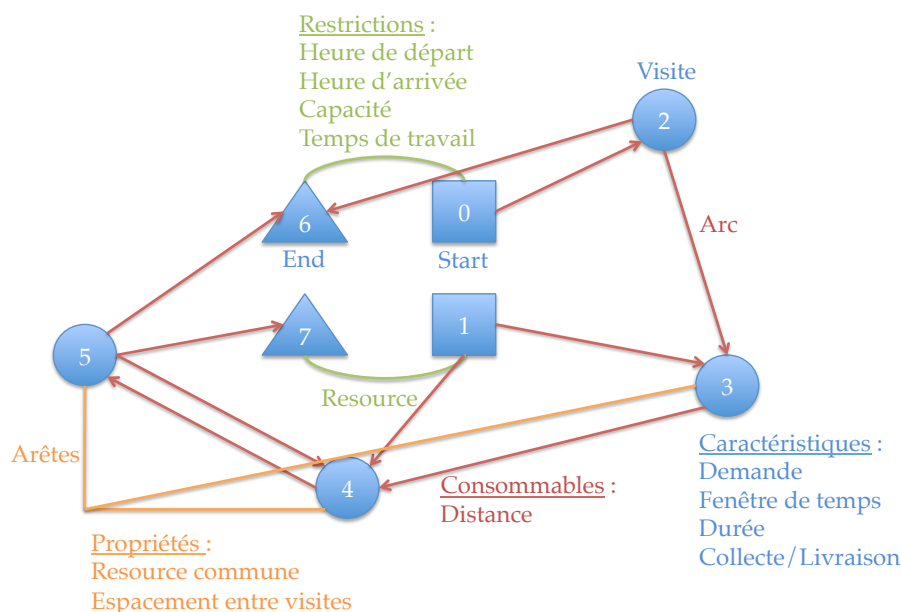 Restrictions :
Heure de départ
Heure d'arrivée
Capacité
Temps de travail
Visite
2
6
0
Arc
End
Start
7
1
5
Resource
3
Arêtes
4
Caractéristiques :
Demande
Fenêtre de temps
Durée
Collecte/Livraison
Consommables :
Distance
Propriétés :
Resource commune
Espacement entre visites